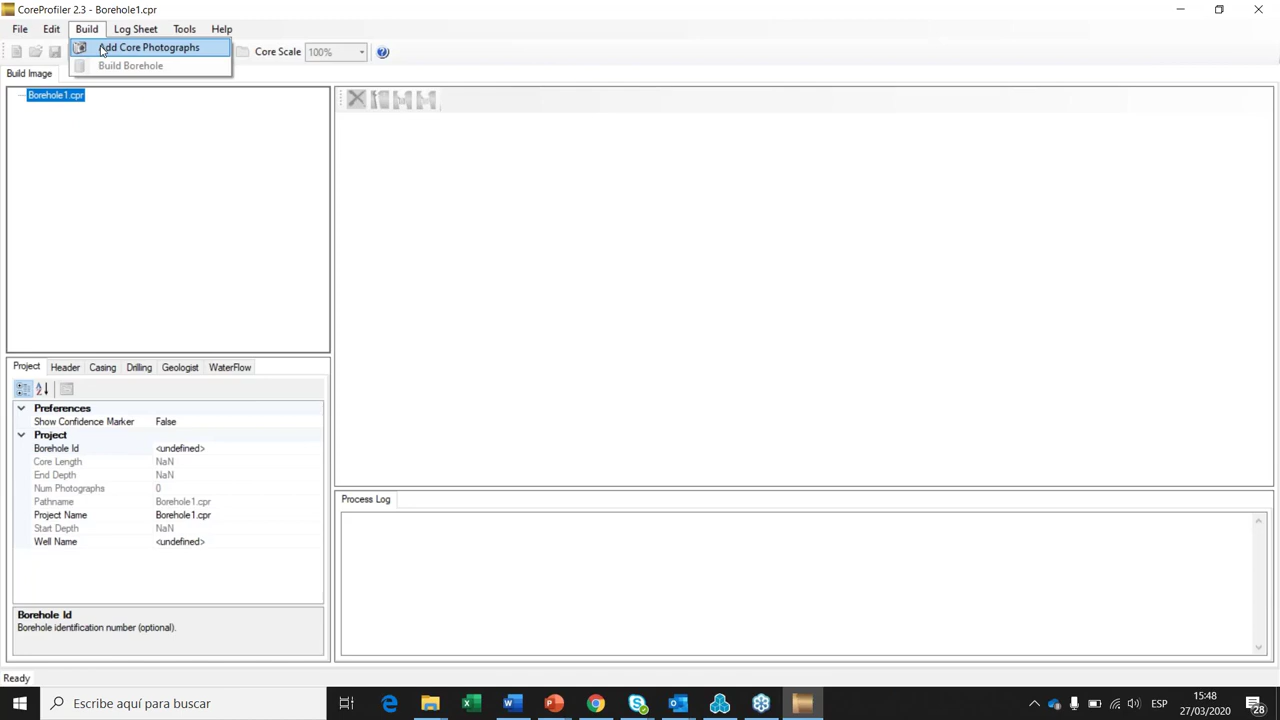 CoreProfiler 2.3 - Borehole1.cpr
File Edit Build Log Sheet Tools Help
Add Core Photographs
Build Borehole
Core Scale 100%
Build Image
Borehole1.cpr
Project Header Casing Drilling Geologist WaterFlow
Preferences
Show Confidence Marker False
Project
Borehole Id <undefined>
Core Length NaN
End Depth NaN
Num Photographs 0
Pathname Borehole1.cpr
Project Name Borehole1.cpr
Start Depth NaN
Well Name <undefined>
Borehole Id
Borehole identification number (optional).
Process Log
Ready
Escribe aquí para buscar
ESP
15:48
27/03/2020
28